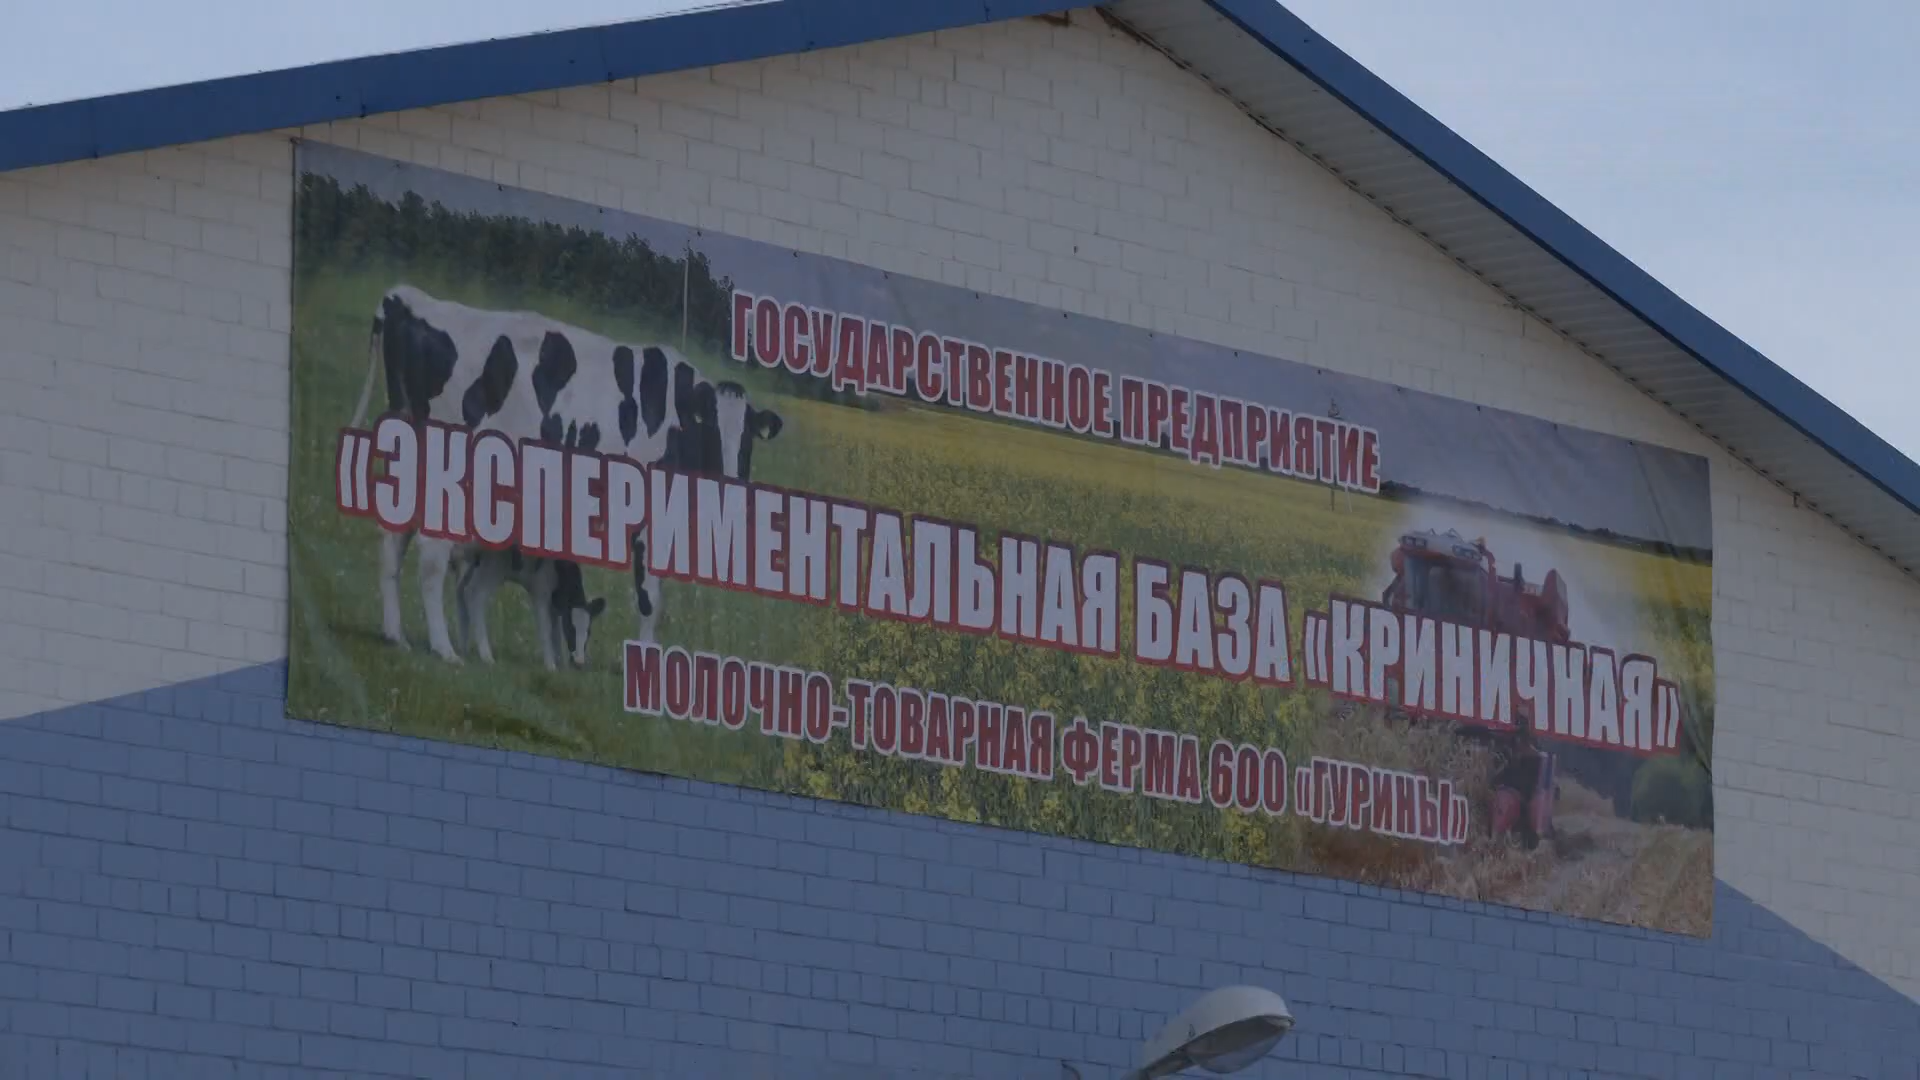 ГОСУДАРСТВЕННОЕ ПРЕДПРИЯТИЕ
«ЭКСПЕРИМЕНТАЛЬНАЯ БАЗА «КРИНИЧНАЯ»
МОЛОЧНО-ТОВАРНАЯ ФЕРМА 600 «ГУРИНЫ»